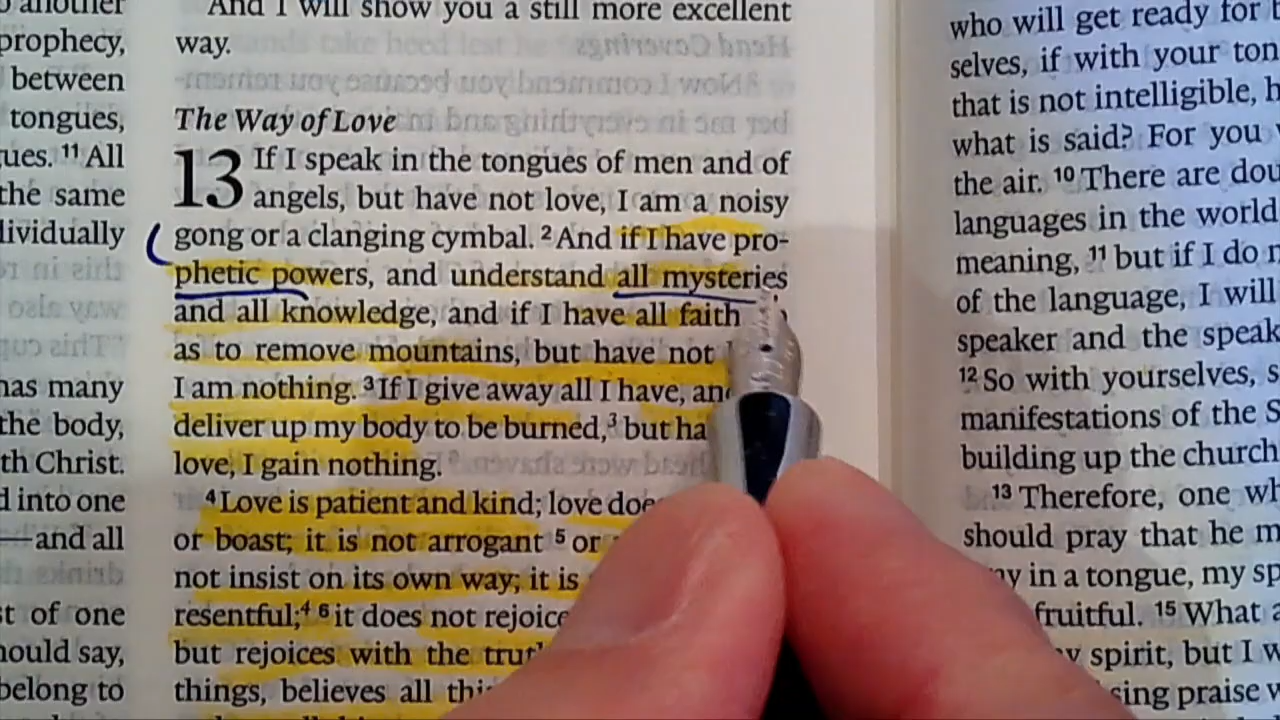 o another
prophecy,
between
tongues,
ues. 11 All
the same
dividually
has many
the body,
th Christ.
d into one
—and all
st of one
hould say,
belong to
And I will show you a still more excellent
way.
The Way of Love
13 If I speak in the tongues of men and of
angels, but have not love, I am a noisy
gong or a clanging cymbal. 2 And if I have pro-
phetic powers, and understand all mysteries
and all knowledge, and if I have all faith
as to remove mountains, but have not
I am nothing. 3 If I give away all I have, and
deliver up my body to be burned,3 but ha
love, I gain nothing.
4 Love is patient and kind; love doe
or boast; it is not arrogant 5 or
not insist on its own way; it is
resentful;4 6 it does not rejoice
but rejoices with the truth
things, believes all thi
who will get ready for
selves, if with your ton
that is not intelligible, h
what is said? For you
the air. 10 There are dou
languages in the world
meaning, 11 but if I do n
of the language, I will
speaker and the speak
12 So with yourselves, s
manifestations of the S
building up the church
13 Therefore, one wh
should pray that he m
ay in a tongue, my sp
fruitful. 15 What a
y spirit, but I w
sing praise w